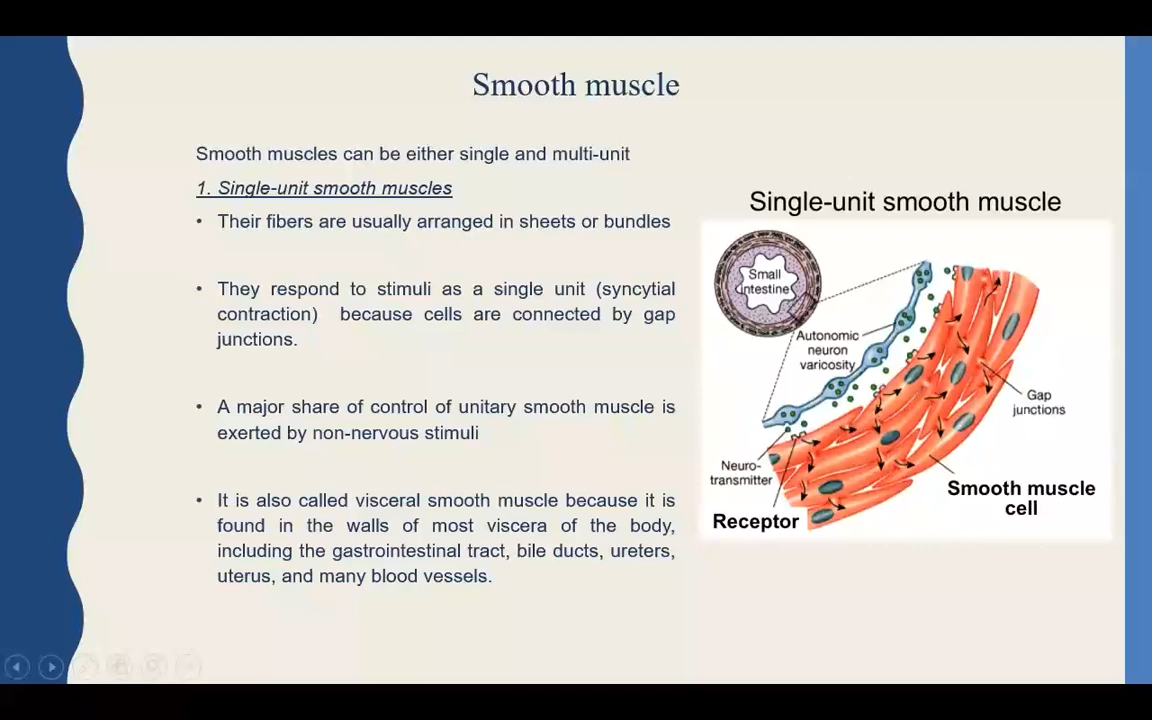 Smooth muscle
Smooth muscles can be either single and multi-unit
1. Single-unit smooth muscles
• Their fibers are usually arranged in sheets or bundles
• They respond to stimuli as a single unit (syncytial
contraction) because cells are connected by gap
junctions.
• A major share of control of unitary smooth muscle is
exerted by non-nervous stimuli
• It is also called visceral smooth muscle because it is
found in the walls of most viscera of the body,
including the gastrointestinal tract, bile ducts, ureters,
uterus, and many blood vessels.
Single-unit smooth muscle
Small
intestine
Autonomic
neuron
varicosity
Gap
junctions
Neuro-
transmitter
Smooth muscle
cell
Receptor